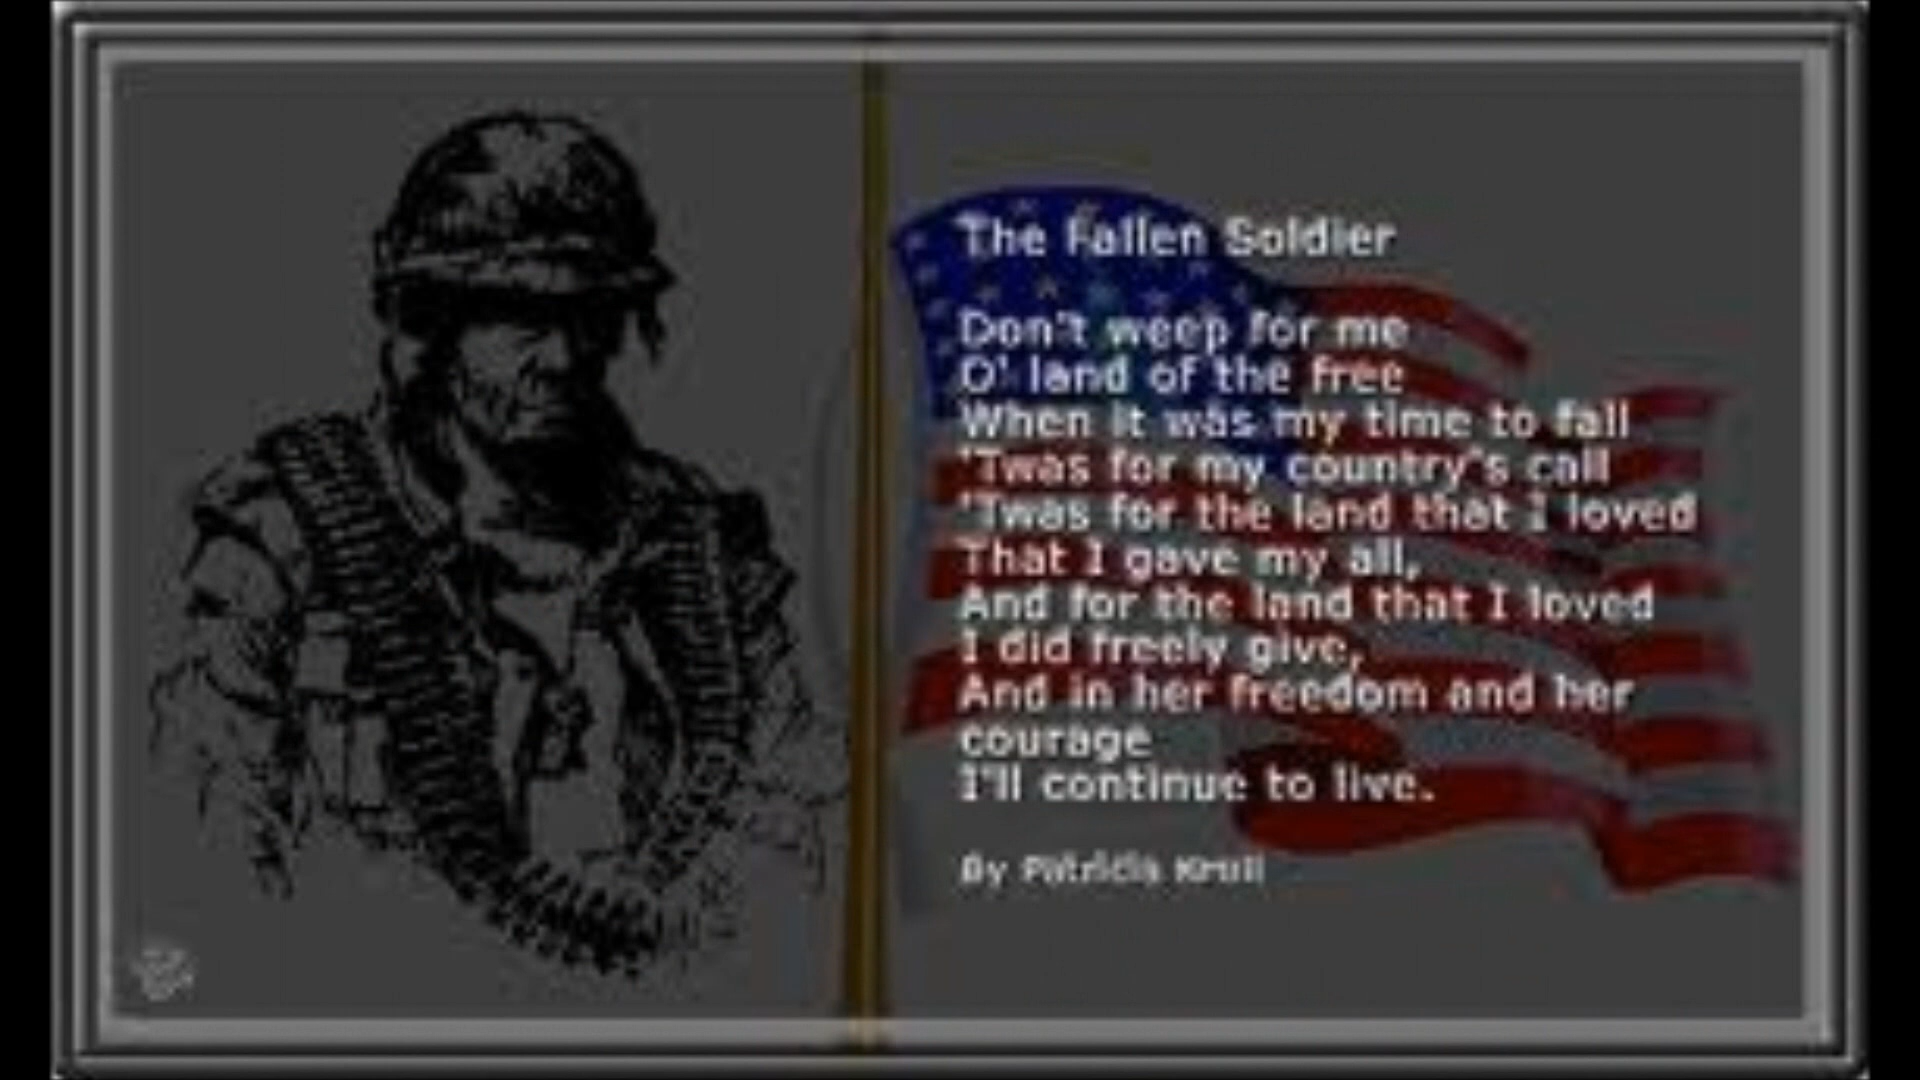 The Fallen Soldier
Don't weep for me
O' land of the free
When it was my time to fall
'Twas for my country's call
'Twas for the land that I loved
That I gave my all,
And for the land that I loved
I did freely give,
And in her freedom and her
courage
I'll continue to live.
By Patricia